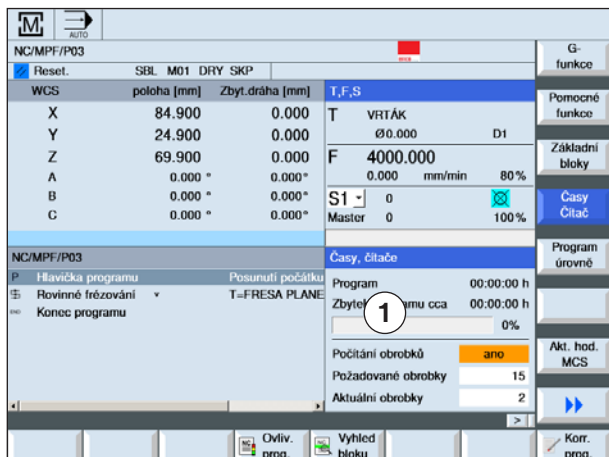 M AUTO
NC/MPF/P03
Reset. SBL M01 DRY SKP
WCS poloha [mm] Zbyt.dráha [mm]
X 84.900 0.000
Y 24.900 0.000
Z 69.900 0.000
A 0.000 ° 0.000°
B 0.000 ° 0.000°
C 0.000 ° 0.000°
T,F,S
T VRTÁK
Ø0.000 D1
F 4000.000
0.000 mm/min 80%
S1 0
Master 0 100%
NC/MPF/P03
P Hlavička programu Posunutí počátku
Rovinné frézování T=FRESA PLANE
END Konec programu
Časy, čítače
Program 00:00:00 h
cca 00:00:00 h
1
0%
Počítání obrobků ano
Požadované obrobky 15
Aktuální obrobky 2
>
G-
funkce
Pomocné
funkce
Základní
bloky
Časy
Čítač
Program
úrovně
Akt. hod.
MCS
NC Ovliv.
prog.
NC Vyhled
bloku
Korr.
prog.